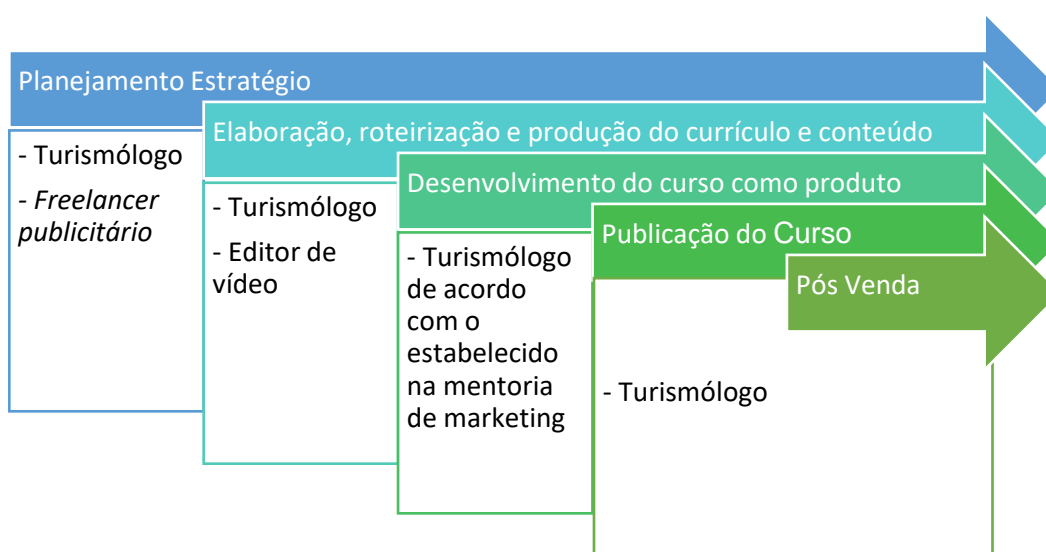 Planejamento Estratégio
Elaboração, roteirização e produção do currículo e conteúdo
- Turismólogo
- Freelancer
publicitário
Desenvolvimento do curso como produto
- Turismólogo
- Editor de
vídeo
Publicação do Curso
- Turismólogo
de acordo
com o
estabelecido
na mentoria
de marketing
Pós Venda
- Turismólogo